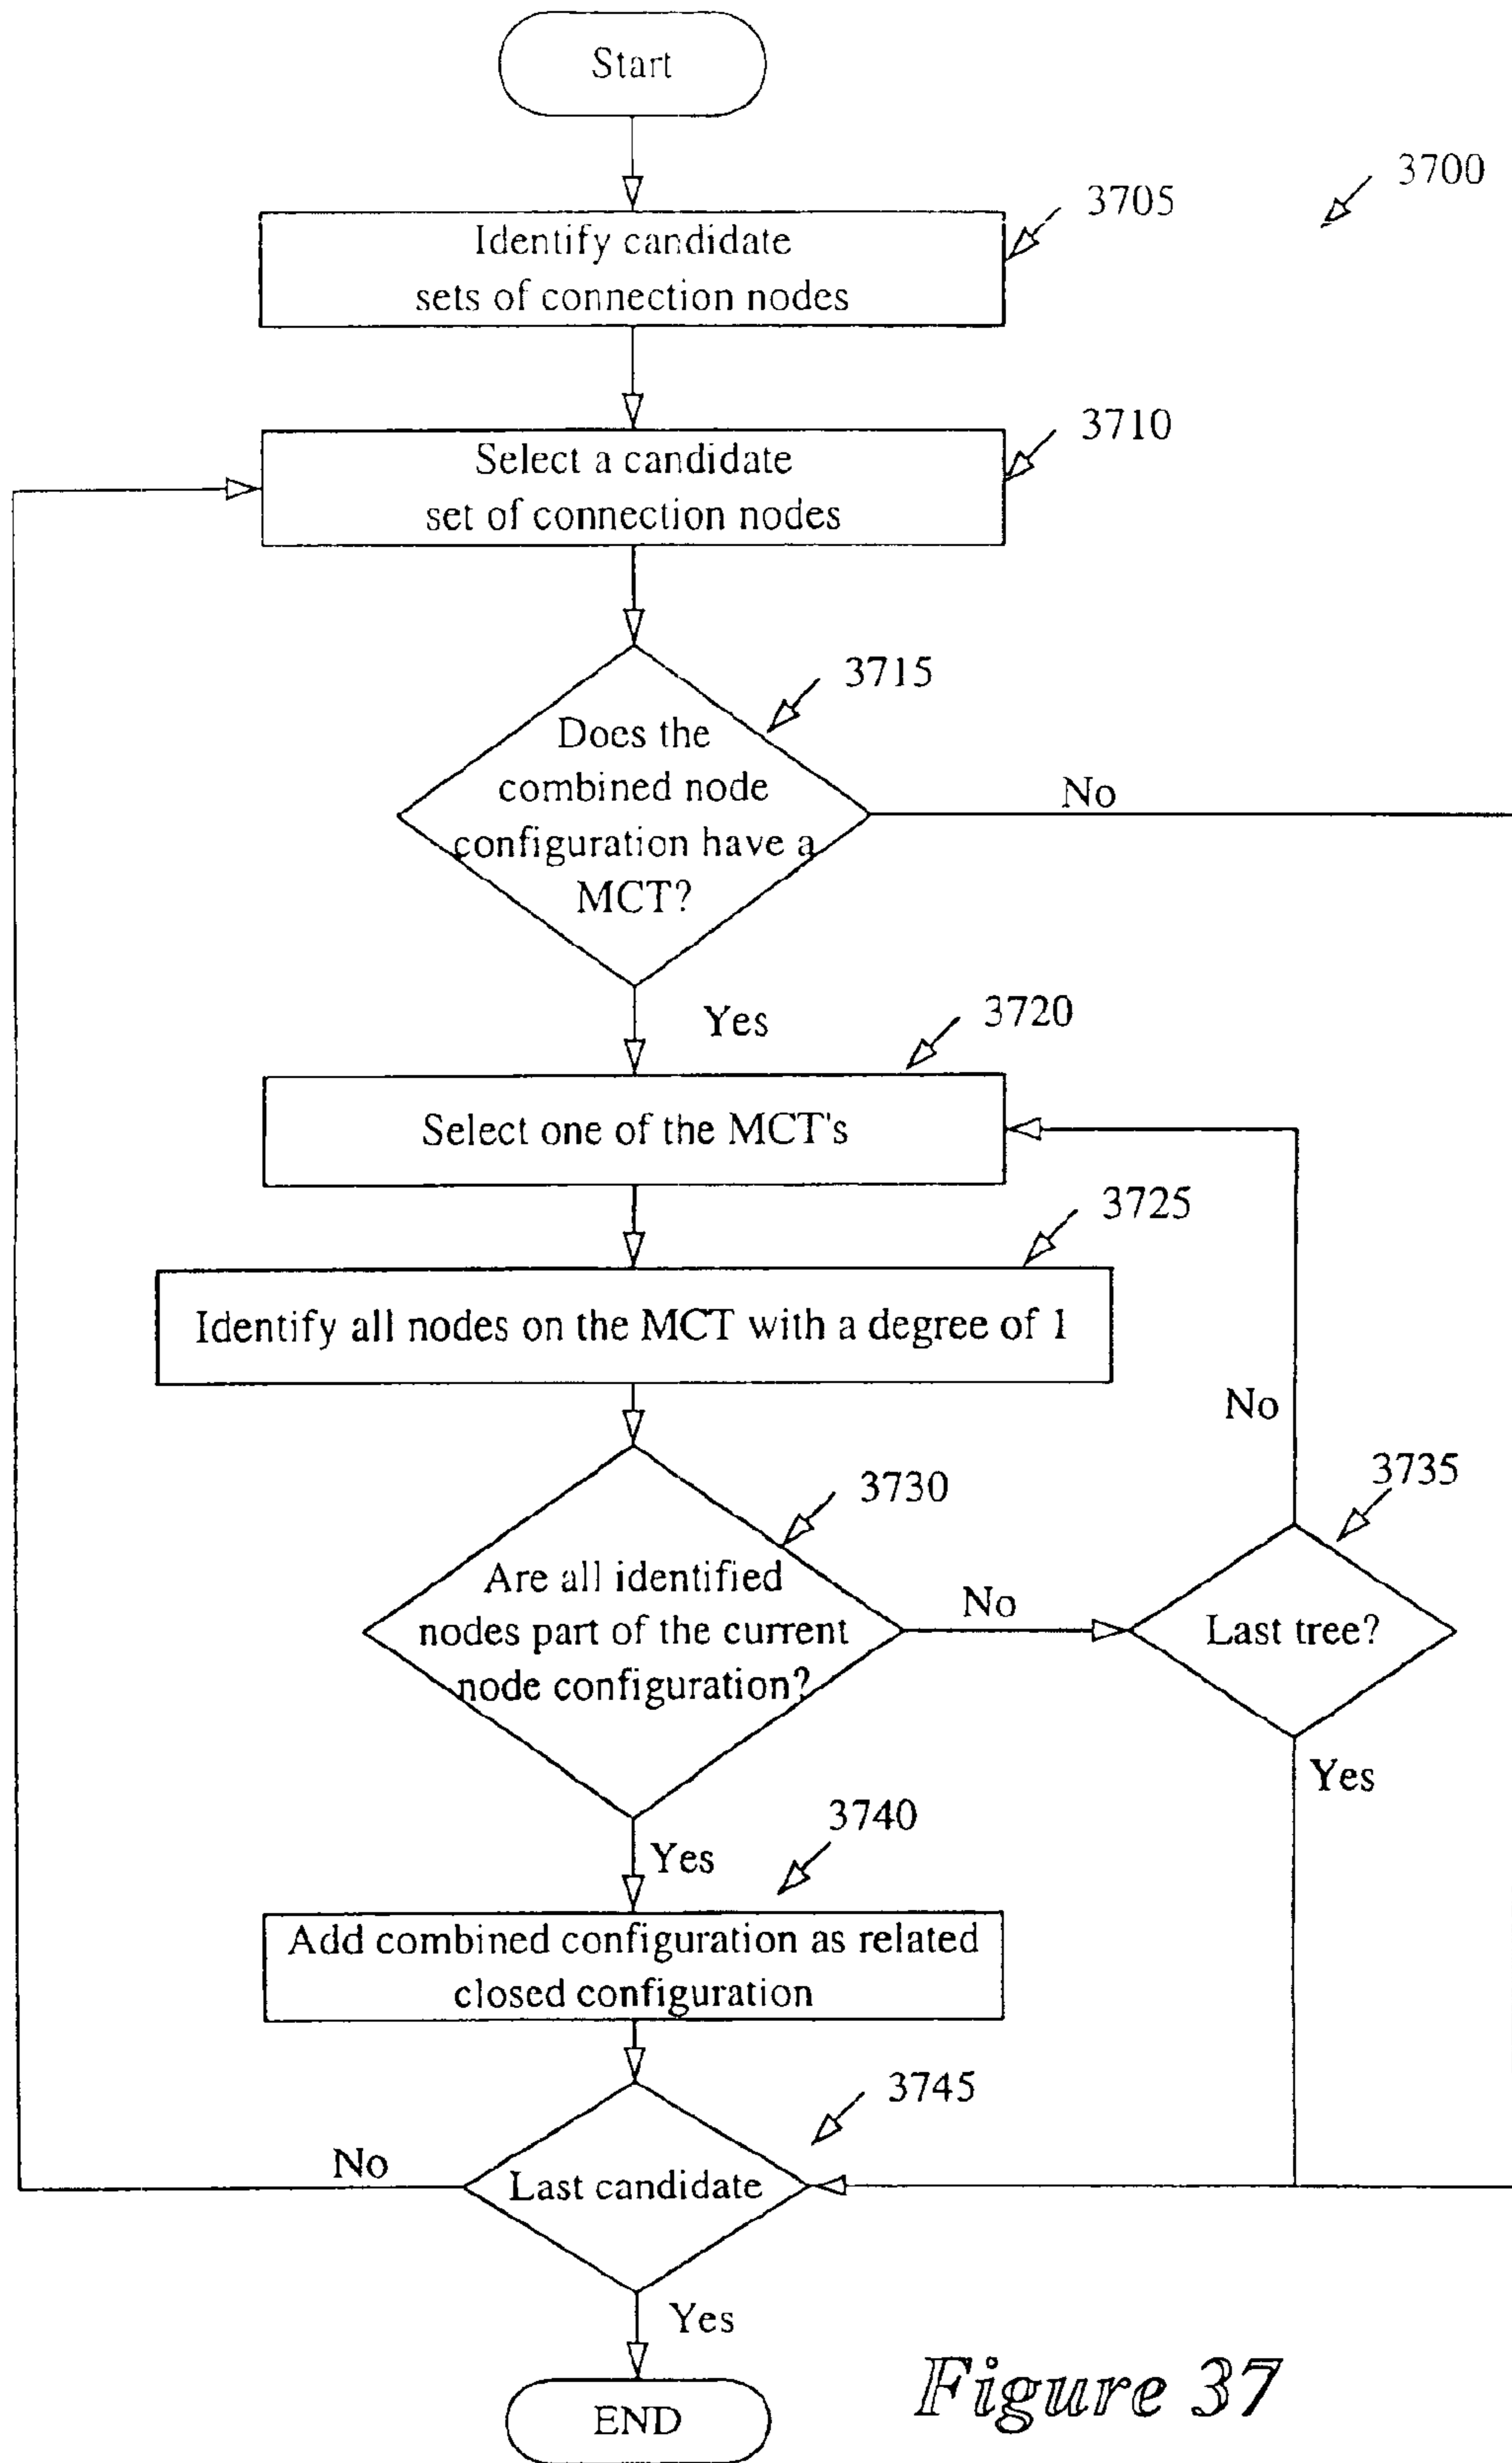 Start
3700
3705
Identify candidate
sets of connection nodes
3710
Select a candidate
set of connection nodes
3715
Does the
combined node
configuration have a
MCT?
No
Yes
3720
Select one of the MCT's
3725
Identify all nodes on the MCT with a degree of 1
No
3730
3735
Are all identified
nodes part of the current
node configuration?
No
Last tree?
Yes
3740
Yes
Add combined configuration as related
closed configuration
3745
No
Last candidate
Yes
END
Figure 37